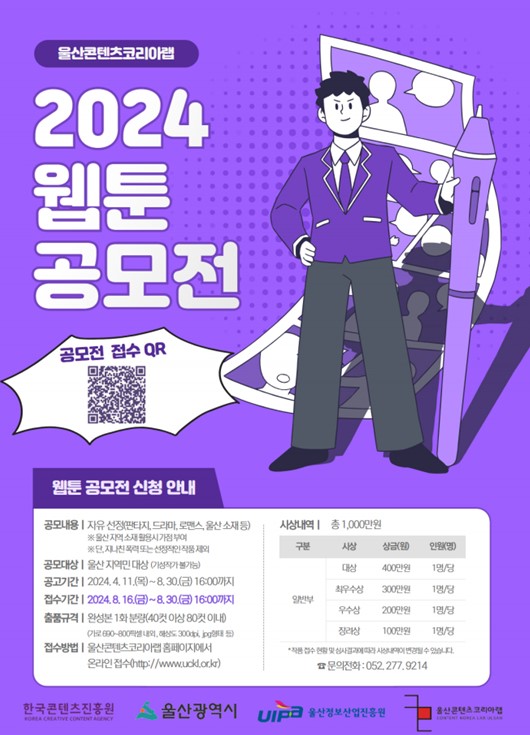 울산콘텐츠코리아랩
2024
웹툰
공모전
공모전 접수 QR
웹툰 공모전 신청 안내
공모내용 | 자유 선정(판타지, 드라마, 로맨스, 울산 소재 등)
※ 울산 지역 소재 활용시 가점 부여
※ 단, 지나친 폭력 또는 선정적인 작품 제외
공모대상 | 울산 지역민 대상 (기성작가 불가능)
공고기간 | 2024. 4. 11.(목) ~ 8. 30.(금) 16:00까지
접수기간 | 2024. 8. 16.(금) ~ 8. 30.(금) 16:00까지
출품규격 | 완성본 1화 분량(40컷 이상 80컷 이내)
(가로 690~800픽셀 내외, 해상도 300dpi, jpg형태 등)
접수방법 | 울산콘텐츠코리아랩 홈페이지에서
온라인 접수(http://www.uckl.or.kr)
시상내역 | 총 1,000만원
구분 시상 상금(원) 인원(명)
일반부
대상 400만원 1명/당
최우수상 300만원 1명/당
우수상 200만원 1명/당
장려상 100만원 1명/당
* 작품 접수 현황 및 심사결과에 따라 시상내역이 변경될 수 있습니다.
☎ 문의전화 : 052. 277. 9214
한국콘텐츠진흥원
KOREA CREATIVE CONTENT AGENCY
울산광역시
UIPA 울산정보산업진흥원
울산콘텐츠코리아랩
CONTENT KOREA LAB ULSAN